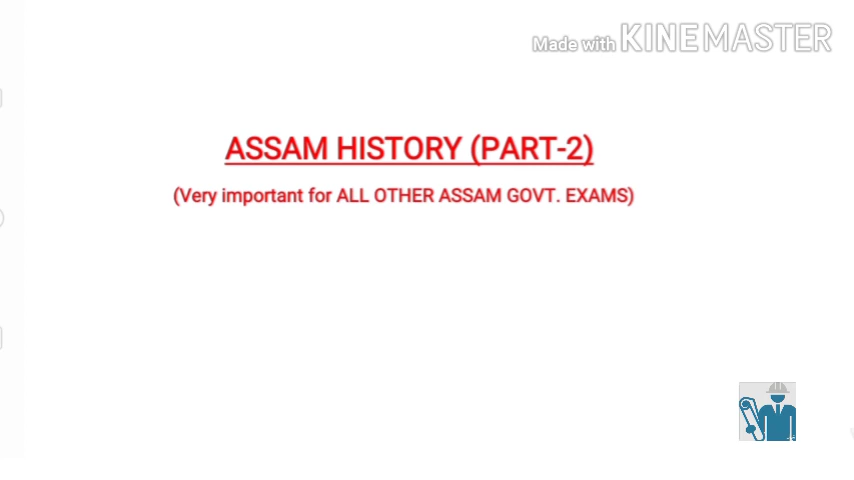 Made with KINEMASTER
ASSAM HISTORY (PART-2)
(Very important for ALL OTHER ASSAM GOVT. EXAMS)